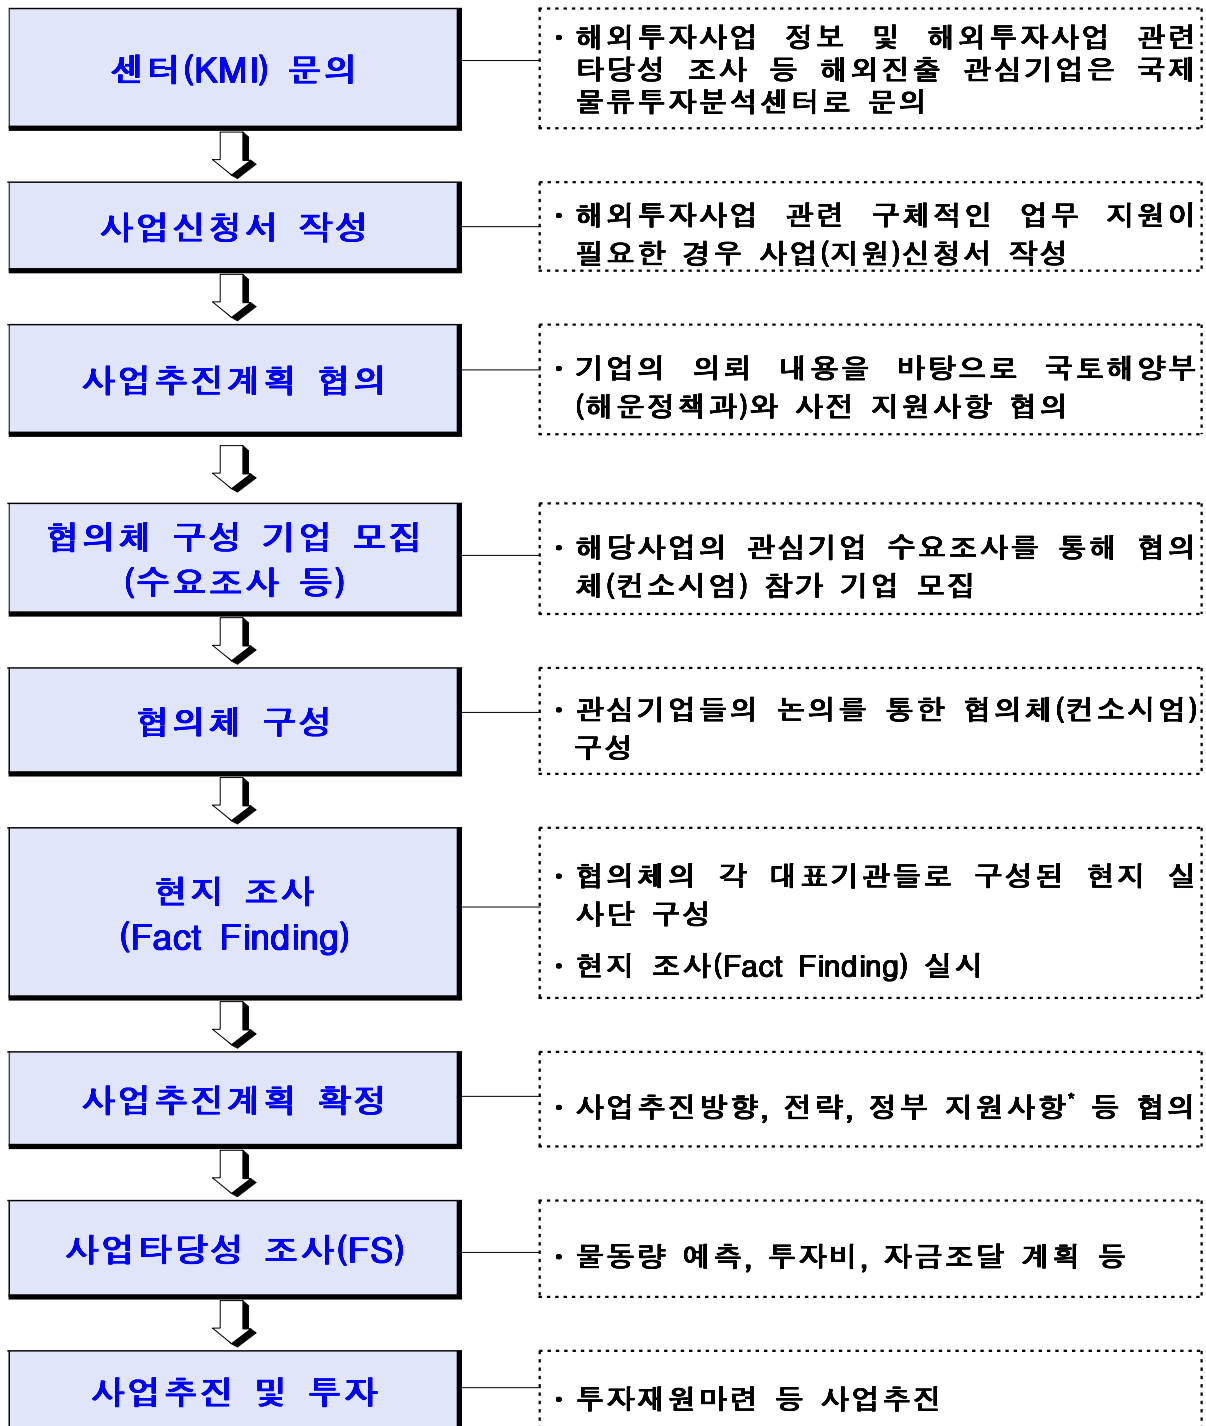 센터(KMI) 문의
· 해외투자사업 정보 및 해외투자사업 관련
타당성 조사 등 해외진출 관심기업은 국제
물류투자분석센터로 문의
사업신청서 작성
· 해외투자사업 관련 구체적인 업무 지원이
필요한 경우 사업(지원)신청서 작성
사업추진계획 협의
· 기업의 의뢰 내용을 바탕으로 국토해양부
(해운정책과)와 사전 지원사항 협의
협의체 구성 기업 모집
(수요조사 등)
· 해당사업의 관심기업 수요조사를 통해 협의
체(컨소시엄) 참가 기업 모집
협의체 구성
· 관심기업들의 논의를 통한 협의체(컨소시엄)
구성
현지 조사
(Fact Finding)
· 협의체의 각 대표기관들로 구성된 현지 실
사단 구성
· 현지 조사(Fact Finding) 실시
사업추진계획 확정
· 사업추진방향, 전략, 정부 지원사항* 등 협의
사업타당성 조사(FS)
· 물동량 예측, 투자비, 자금조달 계획 등
사업추진 및 투자
· 투자재원마련 등 사업추진